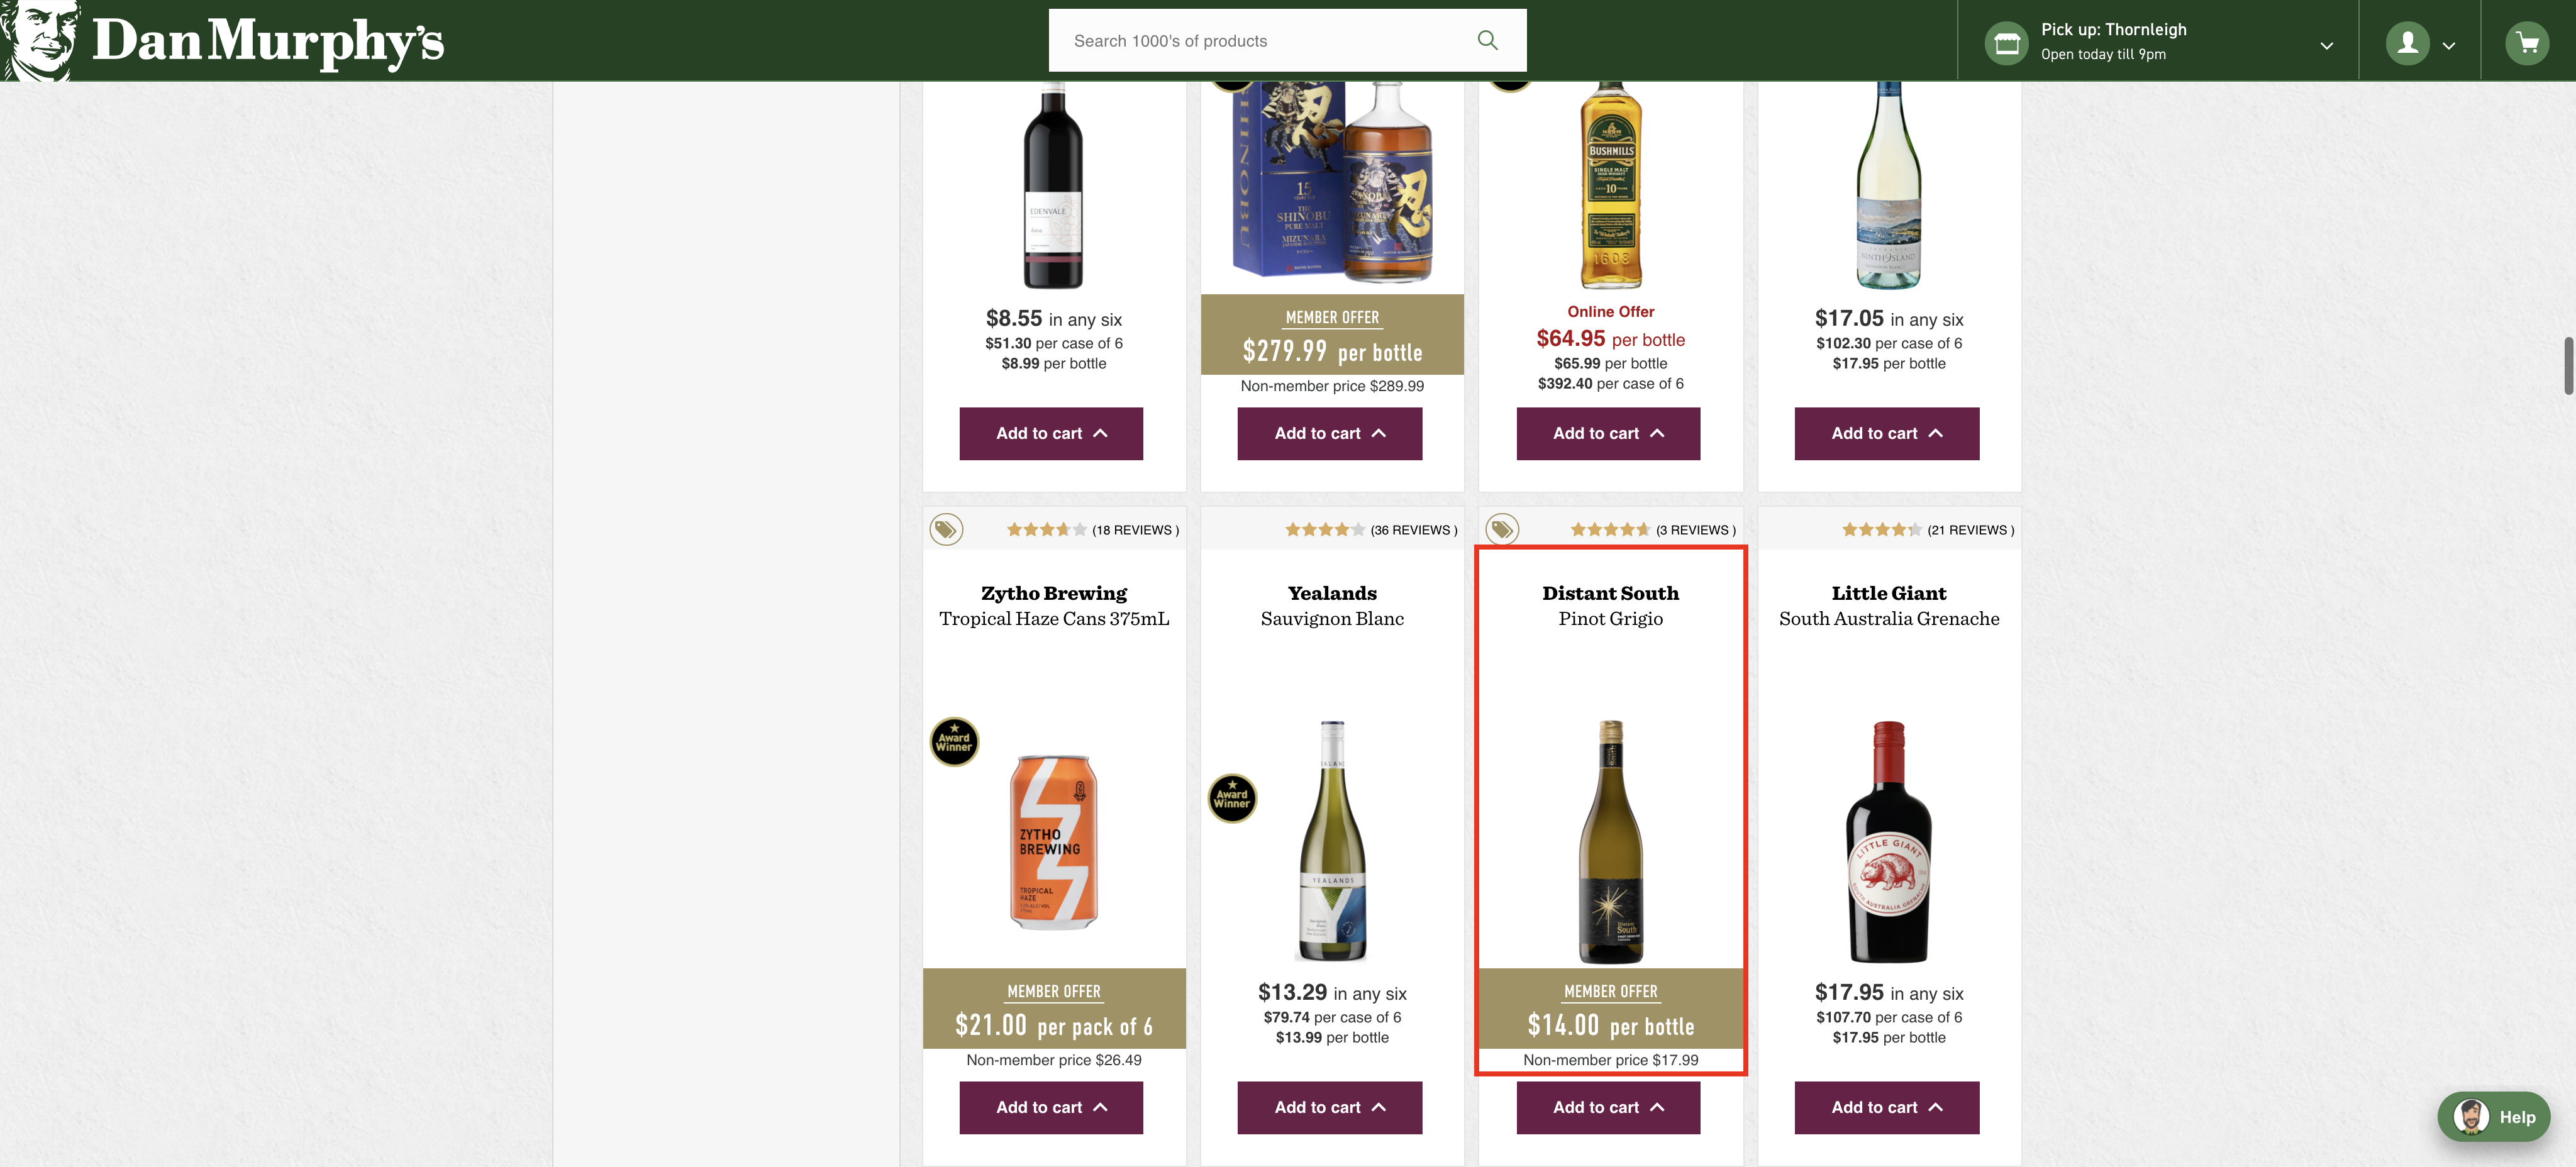 Dan Murphy's
Search 1000's of products
Pick up: Thornleigh
Open today till 9pm
EDENVALE
SHINOBU
忍
15
THE
SHINOBU
PURE MALT
MIZUNARA
忍
BUSHMILLS
SINGLE MALT
10
1608
NINTH ISLAND
$8.55 in any six
$51.30 per case of 6
$8.99 per bottle
Add to cart
MEMBER OFFER
$279.99 per bottle
Non-member price $289.99
Add to cart
Online Offer
$64.95 per bottle
$65.99 per bottle
$392.40 per case of 6
Add to cart
$17.05 in any six
$102.30 per case of 6
$17.95 per bottle
Add to cart
(18 REVIEWS )
Zytho Brewing
Tropical Haze Cans 375mL
Award
Winner
ZYTHO
BREWING
TROPICAL
HAZE
MEMBER OFFER
$21.00 per pack of 6
Non-member price $26.49
Add to cart
(36 REVIEWS )
Yealands
Sauvignon Blanc
Award
Winner
YEALANDS
$13.29 in any six
$79.74 per case of 6
$13.99 per bottle
Add to cart
(3 REVIEWS )
Distant South
Pinot Grigio
Distant
South
MEMBER OFFER
$14.00 per bottle
Non-member price $17.99
Add to cart
(21 REVIEWS )
Little Giant
South Australia Grenache
LITTLE GIANT
SOUTH AUSTRALIA GRENACHE
$17.95 in any six
$107.70 per case of 6
$17.95 per bottle
Add to cart
Help